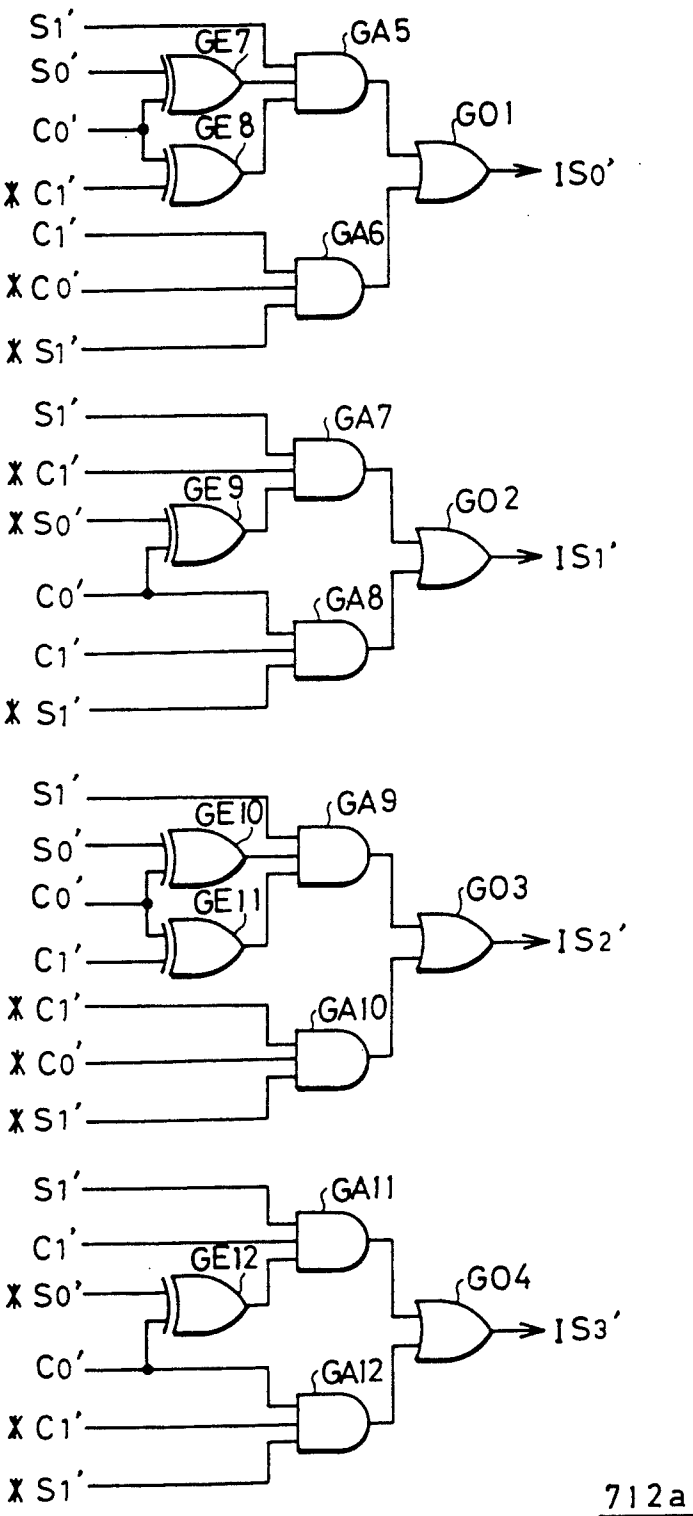 S1' GA5
S0' GE7
C0' GE8 GO1 IS0'
* C1'
C1' GA6
* C0'
* S1'
S1' GA7
* C1' GE9
* S0' GO2 IS1'
C0' GA8
C1'
* S1'
S1' GA9
S0' GE10
C0' GE11 GO3 IS2'
C1'
* C1' GA10
* C0'
* S1'
S1' GA11
C1' GE12
* S0' GO4 IS3'
C0' GA12
* C1'
* S1'
712a